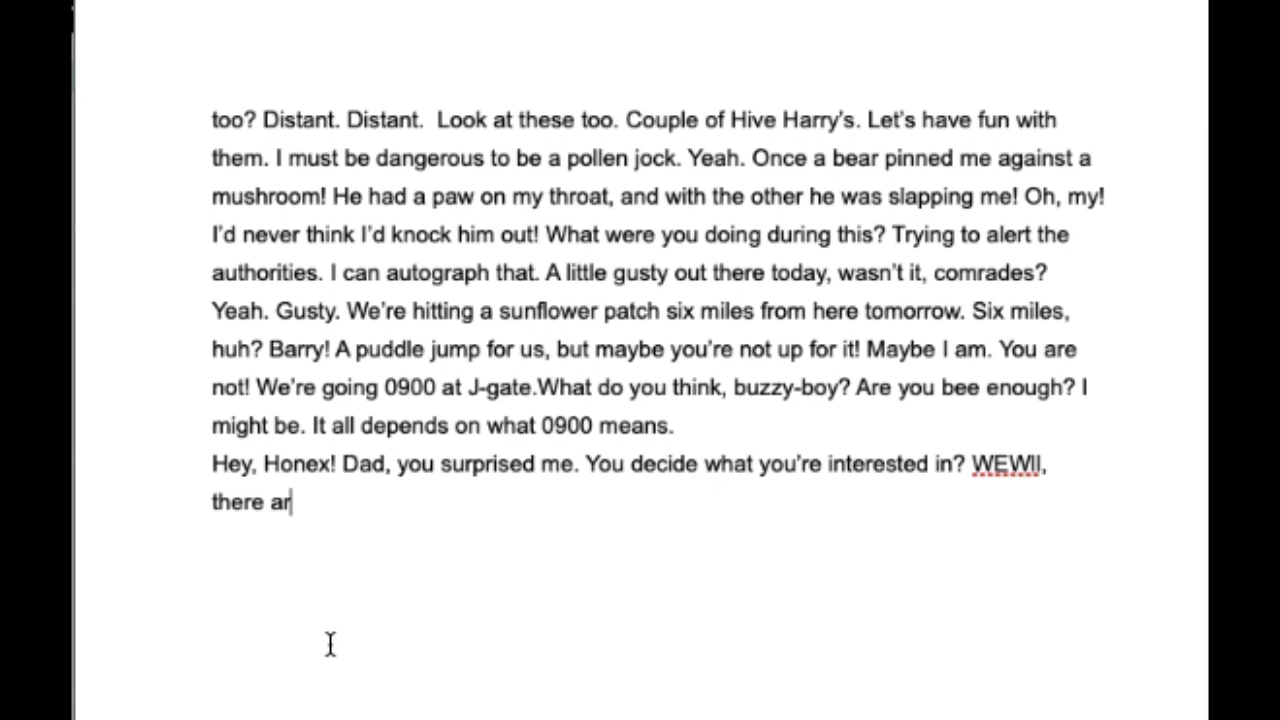 too? Distant. Distant.  Look at these too. Couple of Hive Harry's. Let's have fun with
them. I must be dangerous to be a pollen jock. Yeah. Once a bear pinned me against a
mushroom! He had a paw on my throat, and with the other he was slapping me! Oh, my!
I'd never think I'd knock him out! What were you doing during this? Trying to alert the
authorities. I can autograph that. A little gusty out there today, wasn't it, comrades?
Yeah. Gusty. We're hitting a sunflower patch six miles from here tomorrow. Six miles,
huh? Barry! A puddle jump for us, but maybe you're not up for it! Maybe I am. You are
not! We're going 0900 at J-gate.What do you think, buzzy-boy? Are you bee enough? I
might be. It all depends on what 0900 means.
Hey, Honex! Dad, you surprised me. You decide what you're interested in? WEWll,
there ar